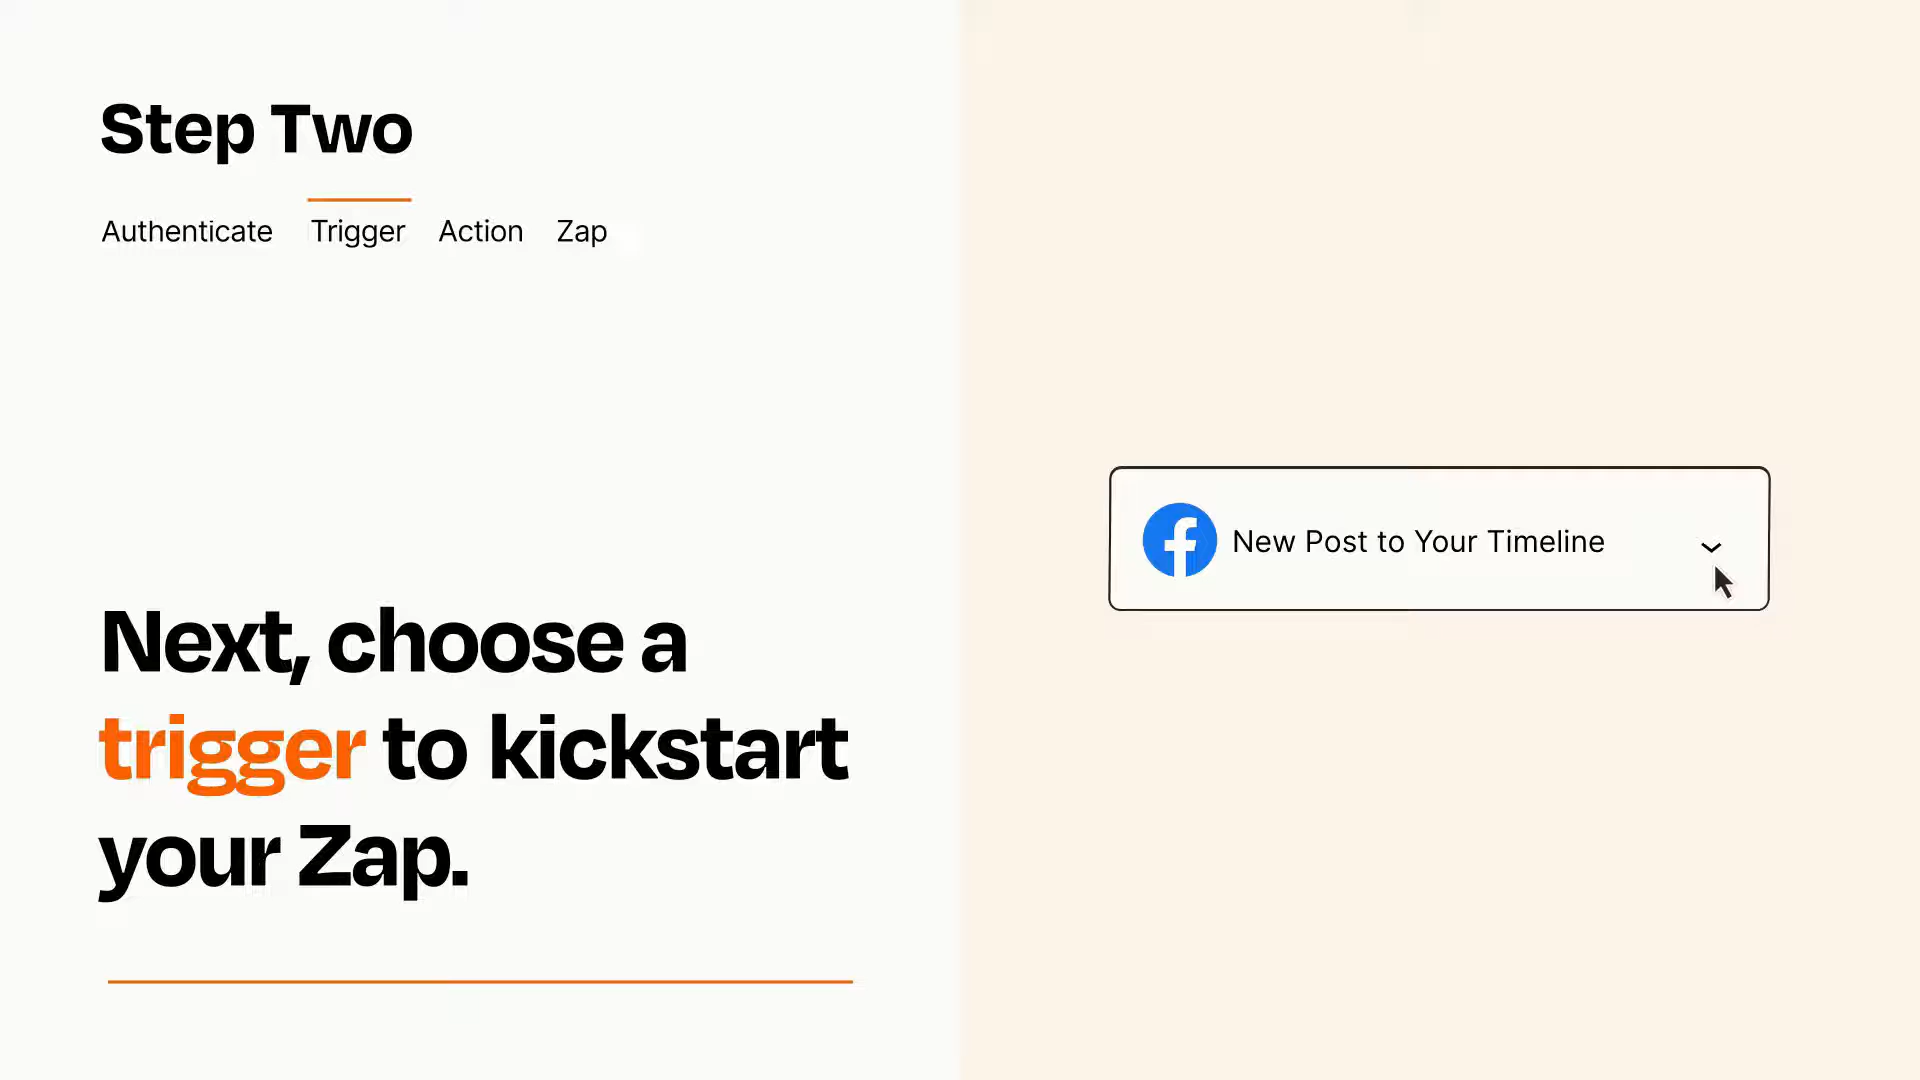 Step Two
Authenticate Trigger Action Zap
Next, choose a
trigger to kickstart
your Zap.
New Post to Your Timeline